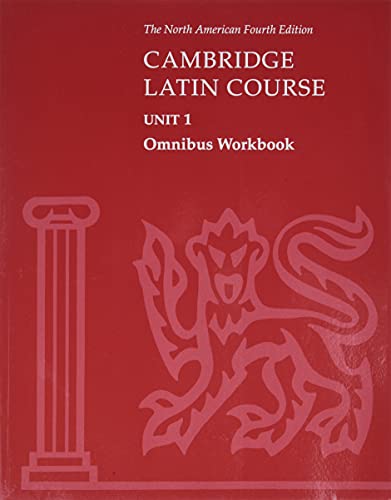 The North American Fourth Edition
CAMBRIDGE
LATIN COURSE
UNIT 1
Omnibus Workbook